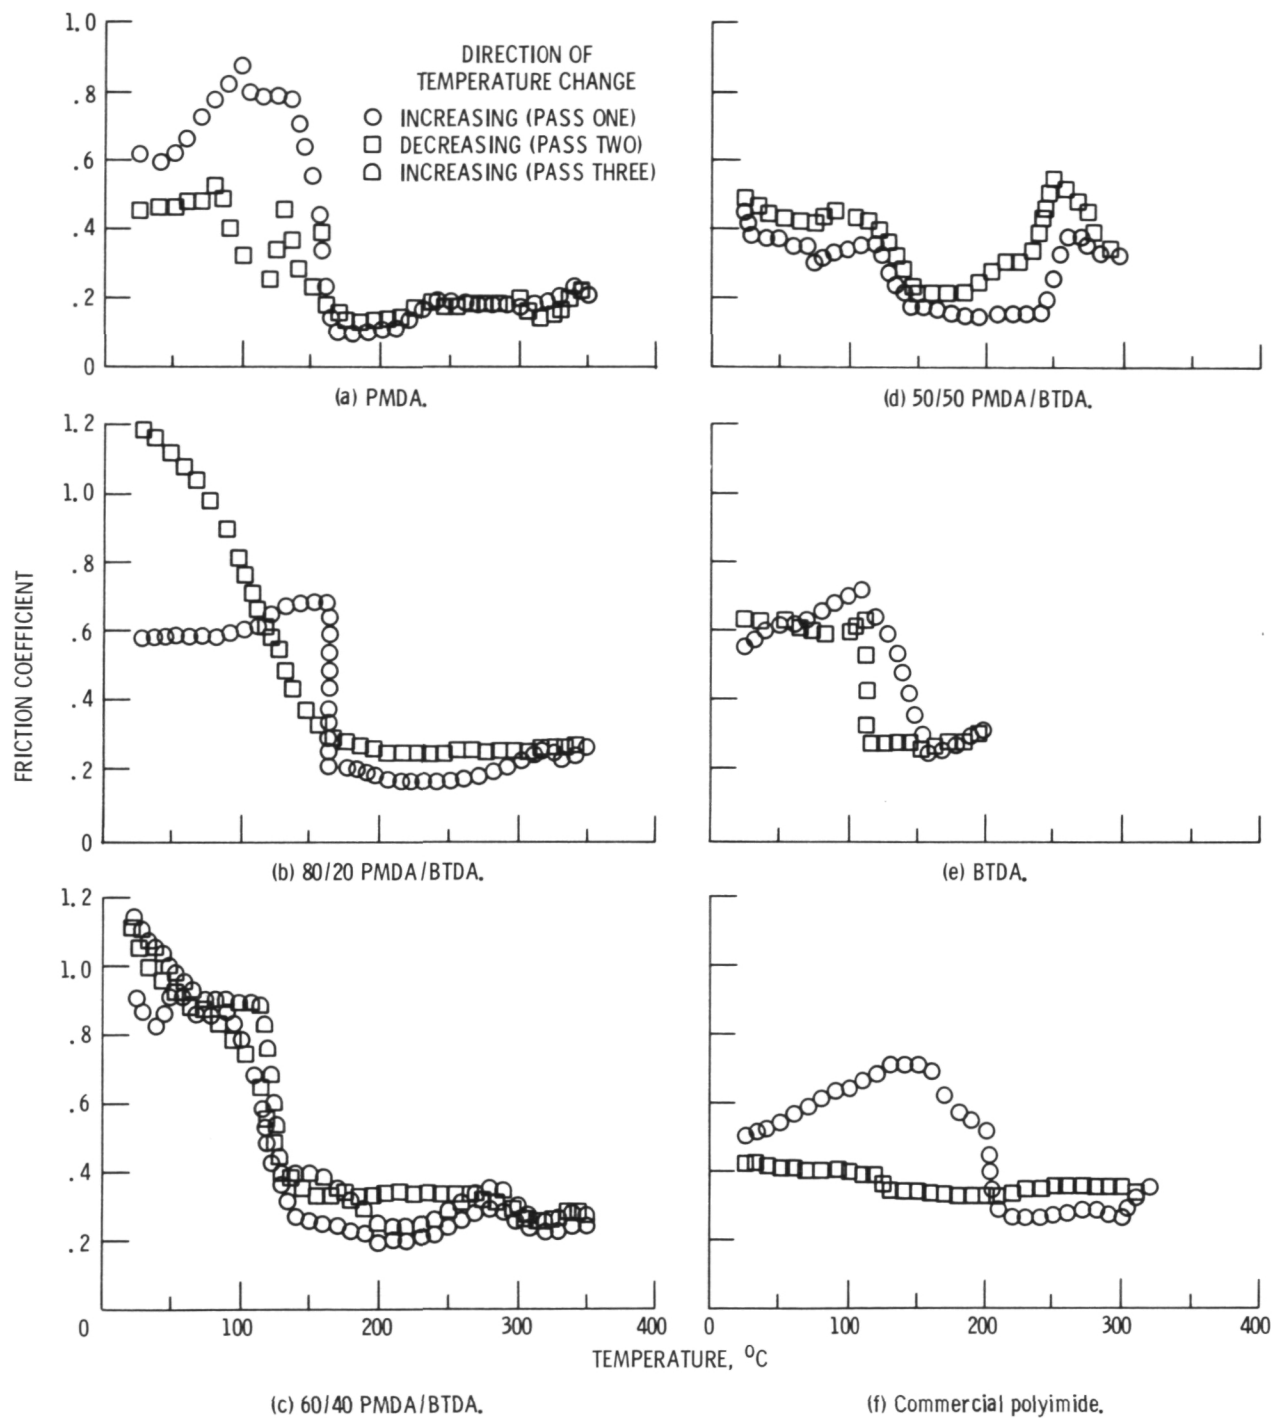 1.0
.8
.6
.4
.2
0
DIRECTION OF
TEMPERATURE CHANGE
INCREASING (PASS ONE)
DECREASING (PASS TWO)
INCREASING (PASS THREE)
(a) PMDA.
(d) 50/50 PMDA/BTDA.
1.2
1.0
.8
.6
.4
.2
0
FRICTION COEFFICIENT
(b) 80/20 PMDA/BTDA.
(e) BTDA.
1.2
1.0
.8
.6
.4
.2
0 100 200 300 400
0 100 200 300 400
TEMPERATURE, °C
(c) 60/40 PMDA/BTDA.
(f) Commercial polyimide.